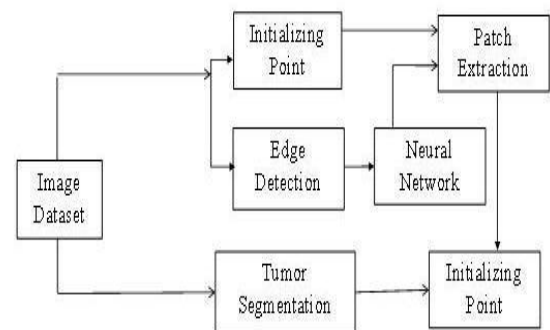 Initializing
Point
Patch
Extraction
Edge
Detection
Neural
Network
Image
Dataset
Tumor
Segmentation
Initializing
Point